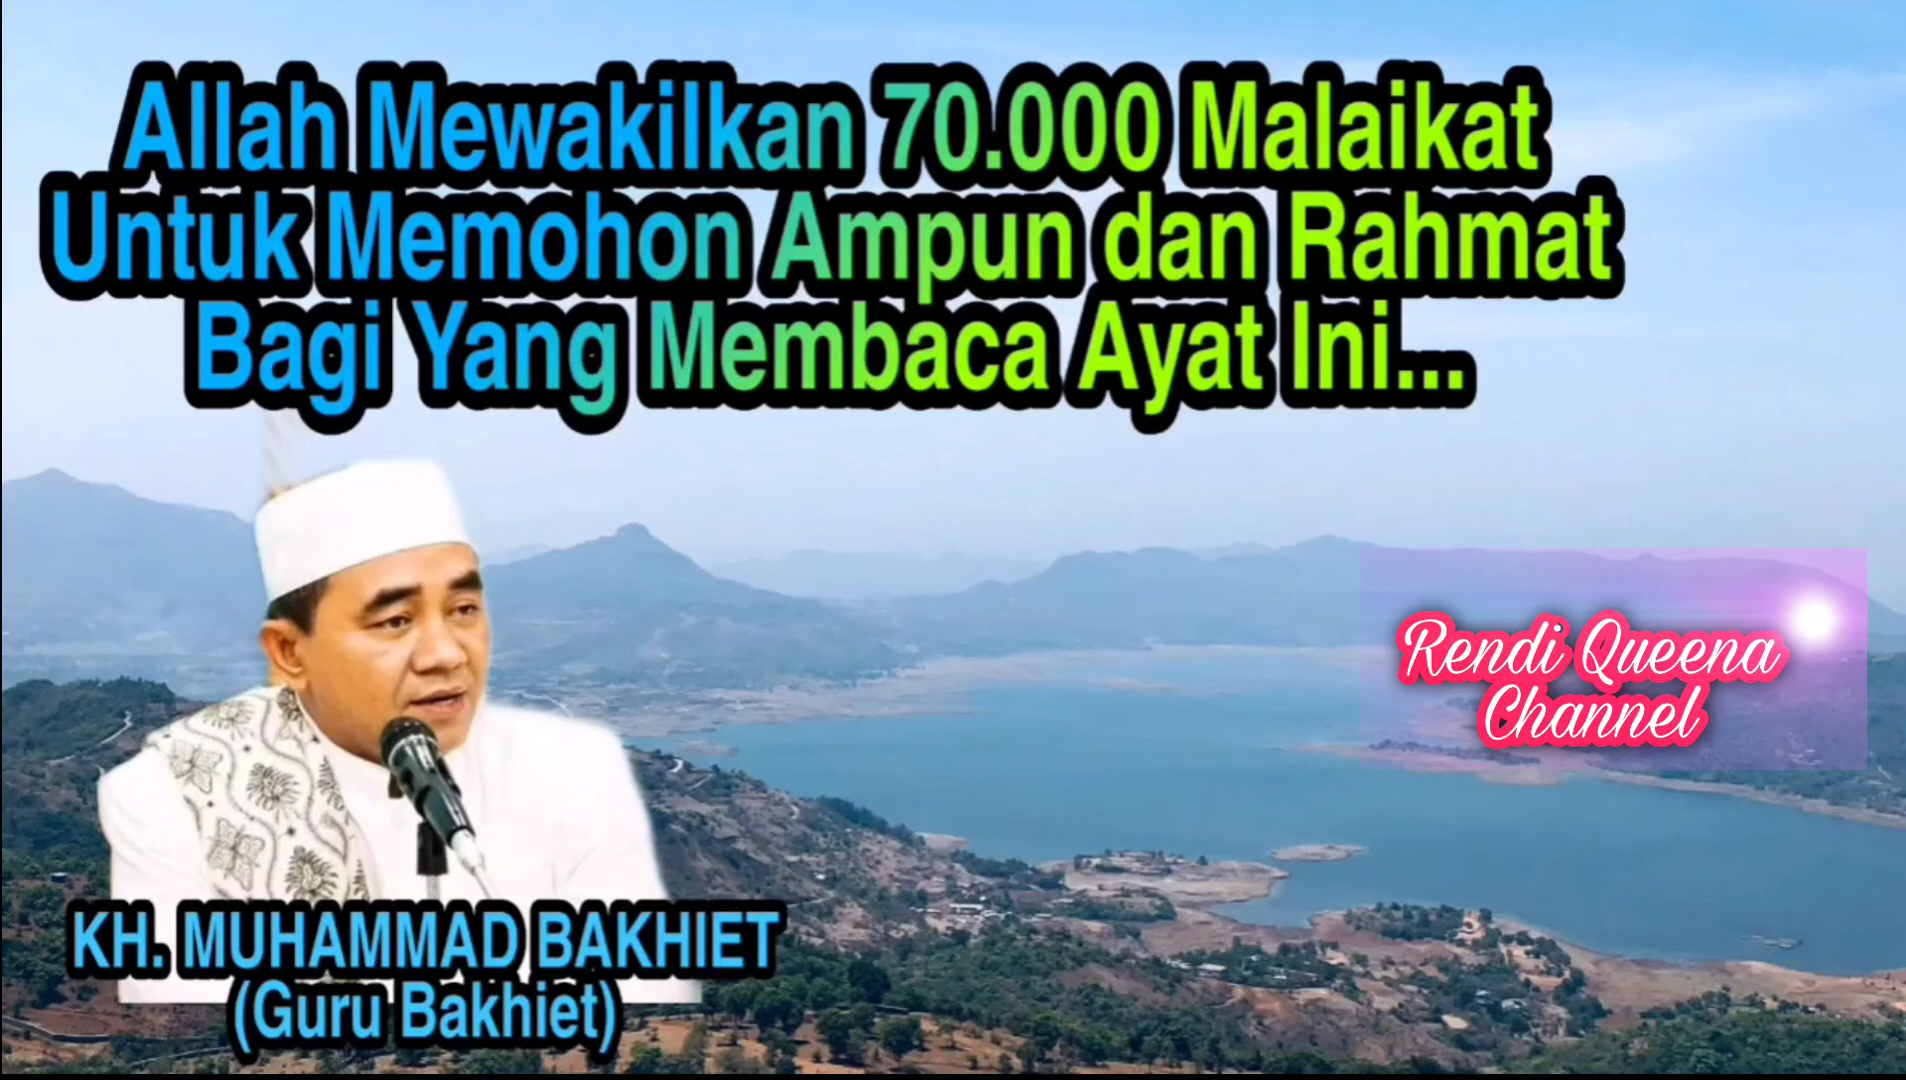 Allah Mewakilkan 70.000 Malaikat
Untuk Memohon Ampun dan Rahmat
Bagi Yang Membaca Ayat Ini...
Rendi Queena
Channel
KH. MUHAMMAD BAKHIET
(Guru Bakhiet)